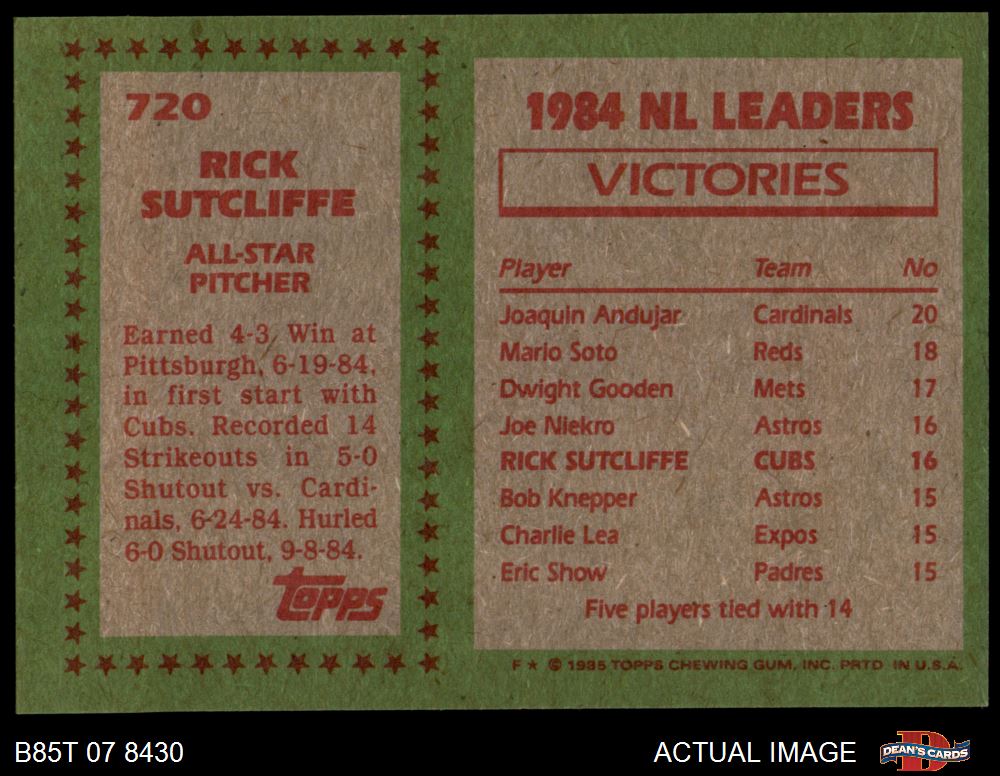 720
RICK
SUTCLIFFE
ALL-STAR
PITCHER
Earned 4-3 Win at
Pittsburgh, 6-19-84,
in first start with
Cubs. Recorded 14
Strikeouts in 5-0
Shutout vs. Cardi-
nals, 6-24-84. Hurled
6-0 Shutout, 9-8-84.
Topps
1984 NL LEADERS
VICTORIES
Player Team No
Joaquin Andujar Cardinals 20
Mario Soto Reds 18
Dwight Gooden Mets 17
Joe Niekro Astros 16
RICK SUTCLIFFE CUBS 16
Bob Knepper Astros 15
Charlie Lea Expos 15
Eric Show Padres 15
Five players tied with 14
F ★ © 1985 TOPPS CHEWING GUM, INC. PRTD. IN U.S.A.
B85T 07 8430
ACTUAL IMAGE
D
DEAN'S CARDS